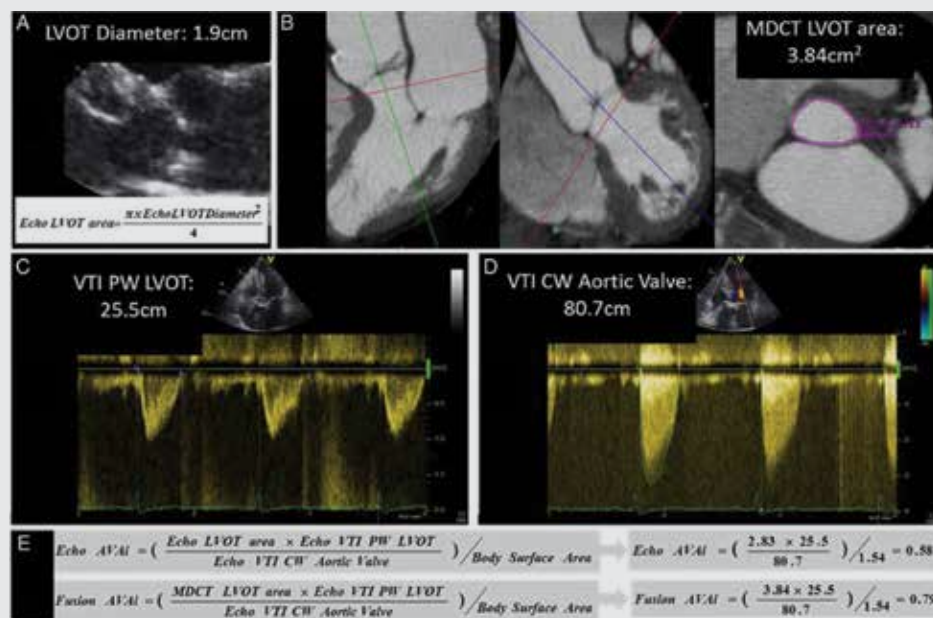 A
LVOT Diameter: 1.9cm
Echo LVOT area= π x EchoLVOTDiameter² / 4
B
MDCT LVOT area:
3.84cm²
C
VTI PW LVOT:
25.5cm
D
VTI CW Aortic Valve:
80.7cm
E
Echo AVAi = ( Echo LVOT area × Echo VTI PW LVOT / Echo VTI CW Aortic Valve ) / Body Surface Area
Echo AVAi = ( 2.83 × 25.5 / 80.7 ) / 1.54 = 0.58
Fusion AVAi = ( MDCT LVOT area × Echo VTI PW LVOT / Echo VTI CW Aortic Valve ) / Body Surface Area
Fusion AVAi = ( 3.84 × 25.5 / 80.7 ) / 1.54 = 0.79